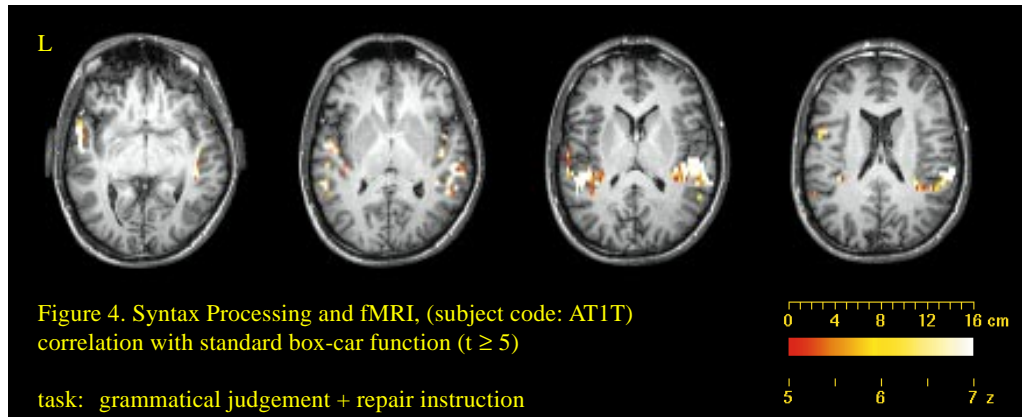 L
Figure 4. Syntax Processing and fMRI, (subject code: AT1T)
correlation with standard box-car function (t ≥ 5)
task: grammatical judgement + repair instruction
0 4 8 12 16 cm
5 6 7 z